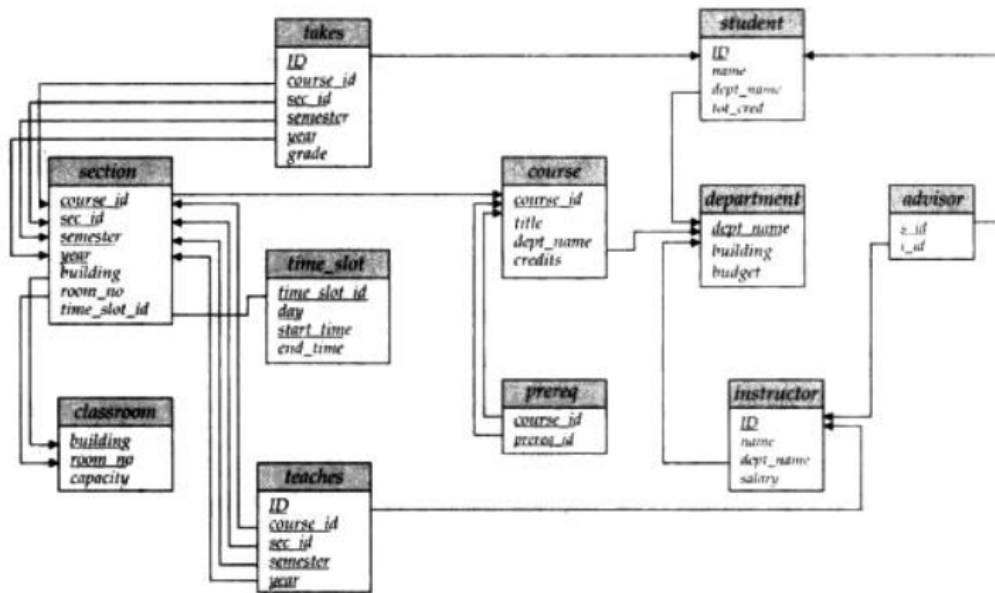 takes
ID
course_id
sec_id
semester
year
grade
student
ID
name
dept_name
tot_cred
section
course_id
sec_id
semester
year
building
room_no
time_slot_id
course
course_id
title
dept_name
credits
department
dept_name
building
budget
advisor
s_id
i_id
time_slot
time_slot_id
day
start_time
end_time
classroom
building
room_no
capacity
prereq
course_id
prereq_id
instructor
ID
name
dept_name
salary
teaches
ID
course_id
sec_id
semester
year